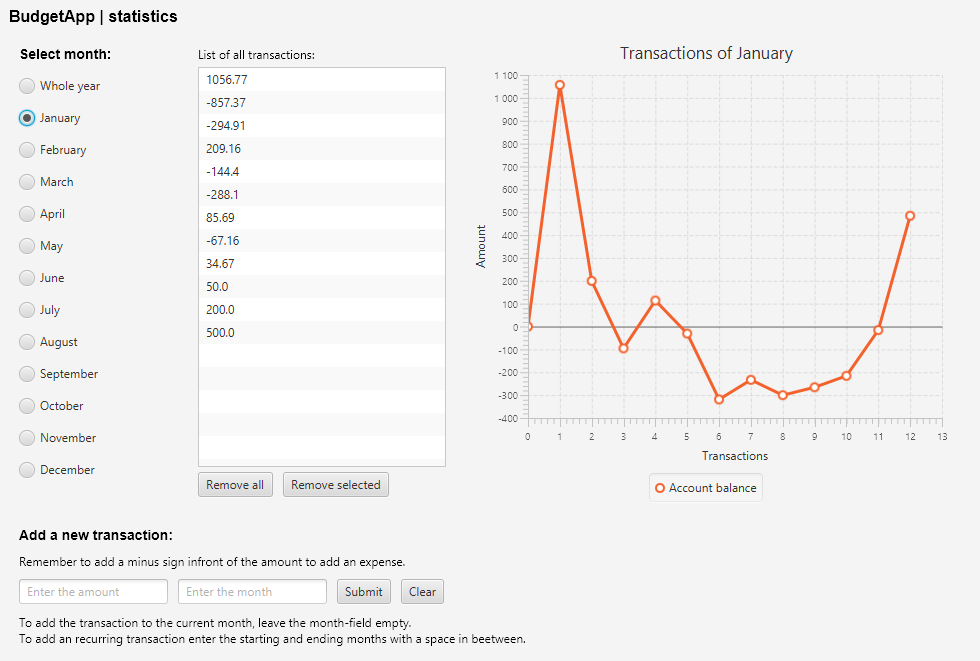 BudgetApp | statistics
Select month:
Whole year
January
February
March
April
May
June
July
August
September
October
November
December
List of all transactions:
1056.77
-857.37
-294.91
209.16
-144.4
-288.1
85.69
-67.16
34.67
50.0
200.0
500.0
Remove all
Remove selected
Transactions of January
Amount
1 100
1 000
900
800
700
600
500
400
300
200
100
0
-100
-200
-300
-400
0 1 2 3 4 5 6 7 8 9 10 11 12 13
Transactions
Account balance
Add a new transaction:
Remember to add a minus sign infront of the amount to add an expense.
Enter the amount
Enter the month
Submit
Clear
To add the transaction to the current month, leave the month-field empty.
To add an recurring transaction enter the starting and ending months with a space in beetween.